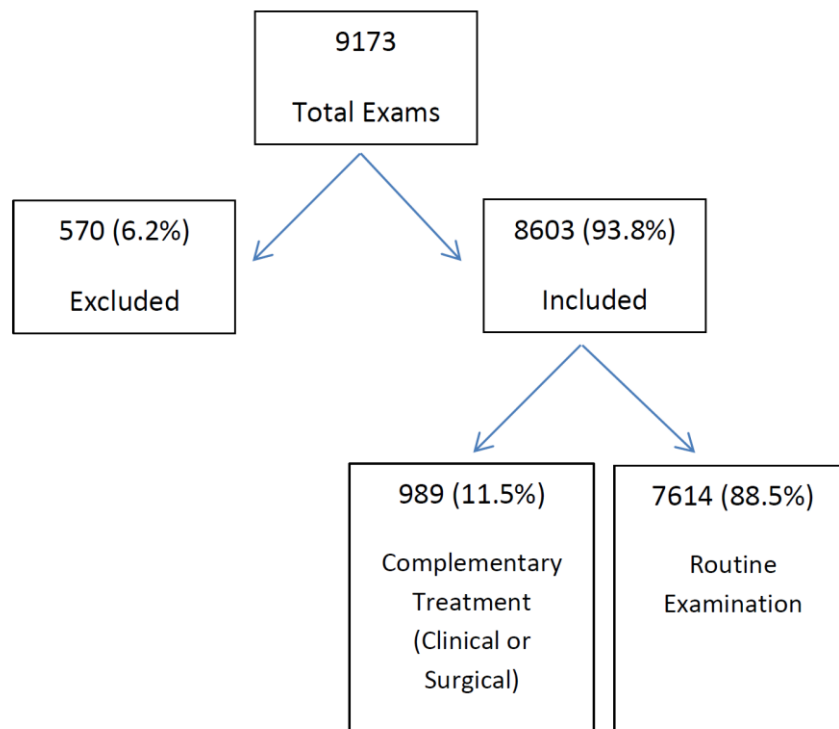 9173
Total Exams
570 (6.2%)
Excluded
8603 (93.8%)
Included
989 (11.5%)
Complementary
Treatment
(Clinical or
Surgical)
7614 (88.5%)
Routine
Examination